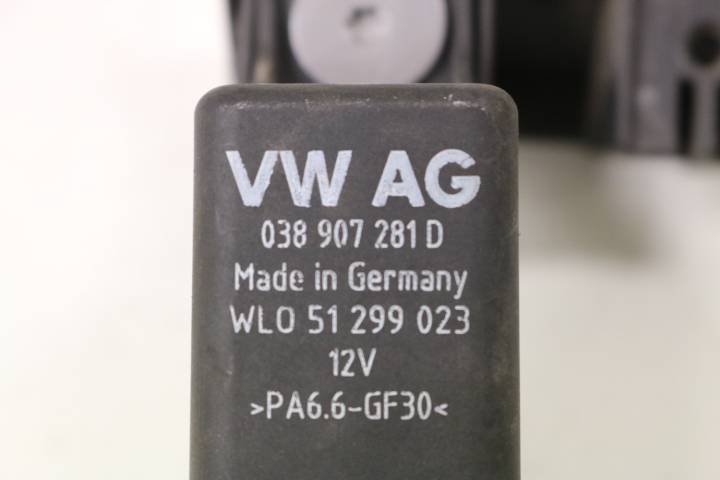 VW AG
038 907 281 D
Made in Germany
WLO 51 299 023
12V
>PA6.6-GF30<